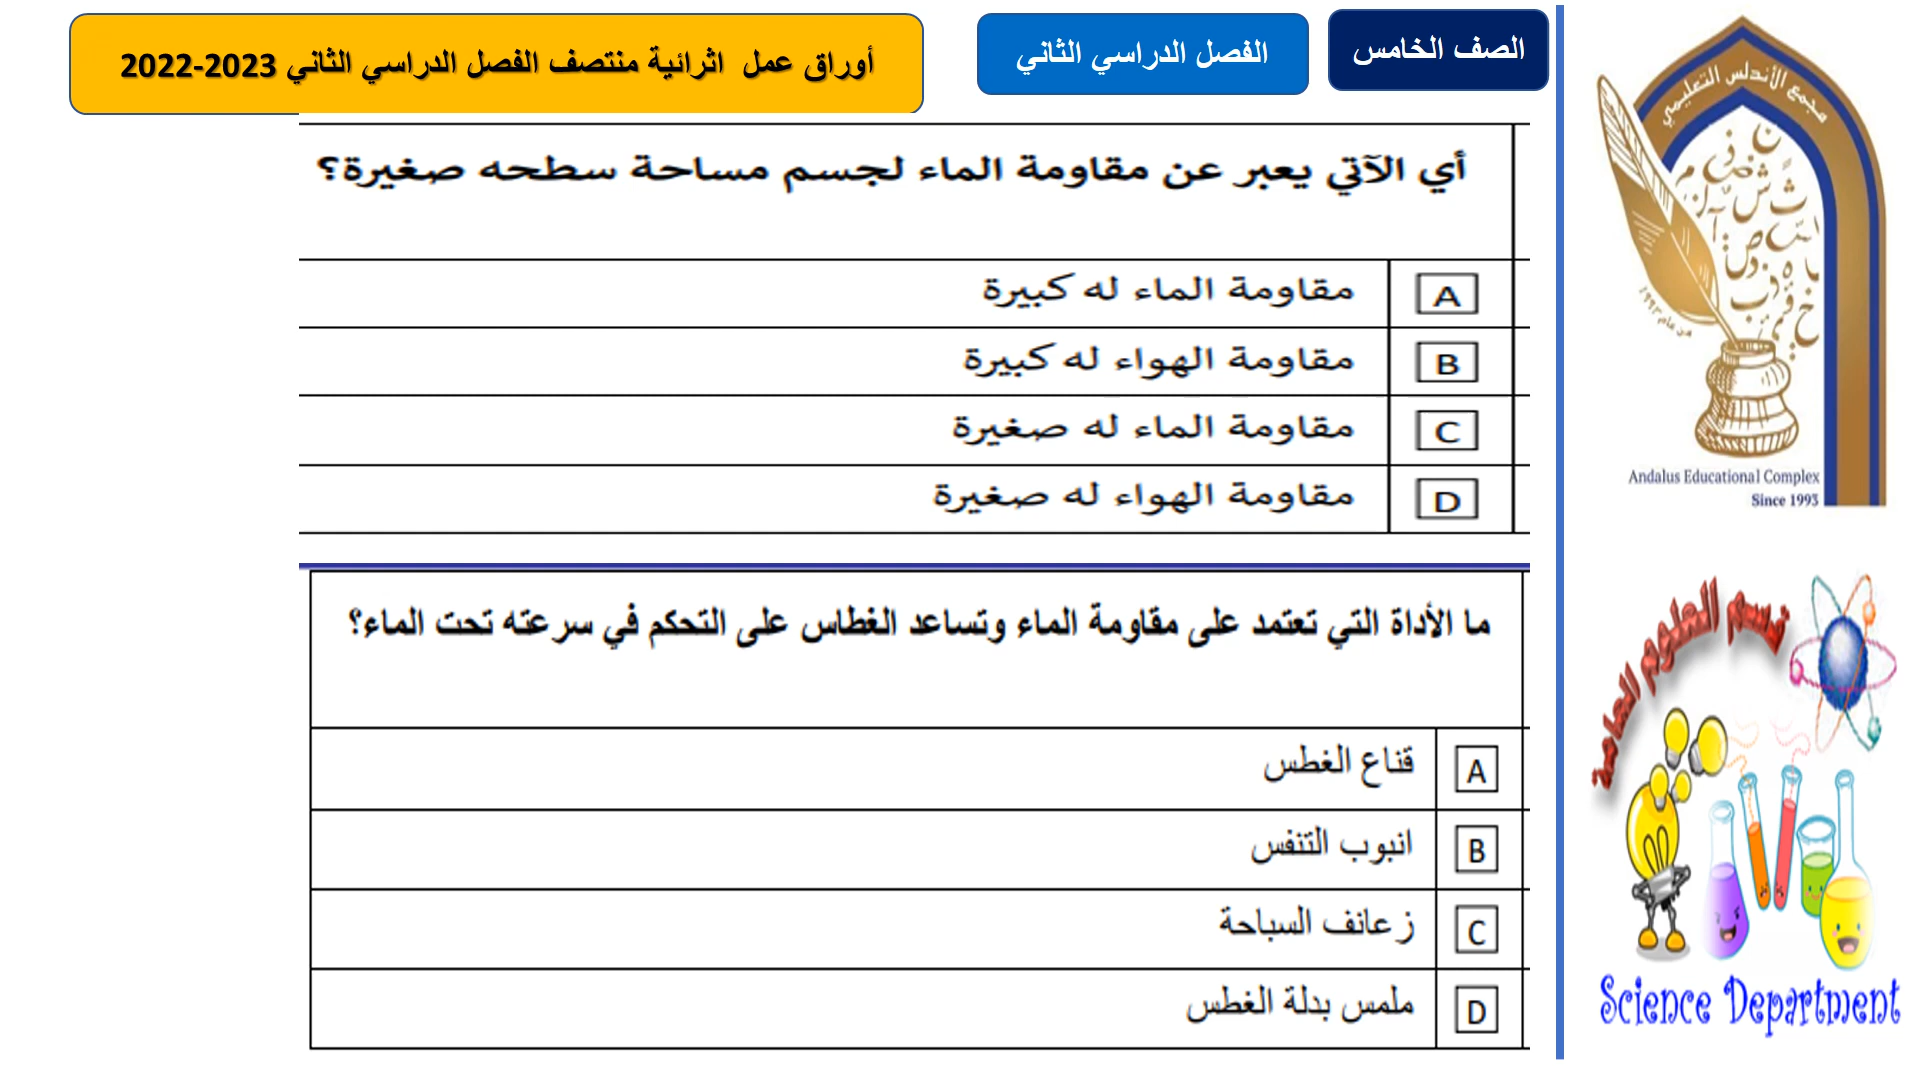 الصف الخامس
الفصل الدراسي الثاني
أوراق عمل اثرائية منتصف الفصل الدراسي الثاني 2023-2022
أي الآتي يعبر عن مقاومة الماء لجسم مساحة سطحه صغيرة؟
A مقاومة الماء له كبيرة
B مقاومة الهواء له كبيرة
C مقاومة الماء له صغيرة
D مقاومة الهواء له صغيرة
ما الأداة التي تعتمد على مقاومة الماء وتساعد الغطاس على التحكم في سرعته تحت الماء؟
A قناع الغطس
B انبوب التنفس
C زعانف السباحة
D ملمس بدلة الغطس
مجمع الأندلس التعليمي
من عام ١٩٩٣
Andalus Educational Complex
Since 1993
قسم العلوم العامة
Science Department